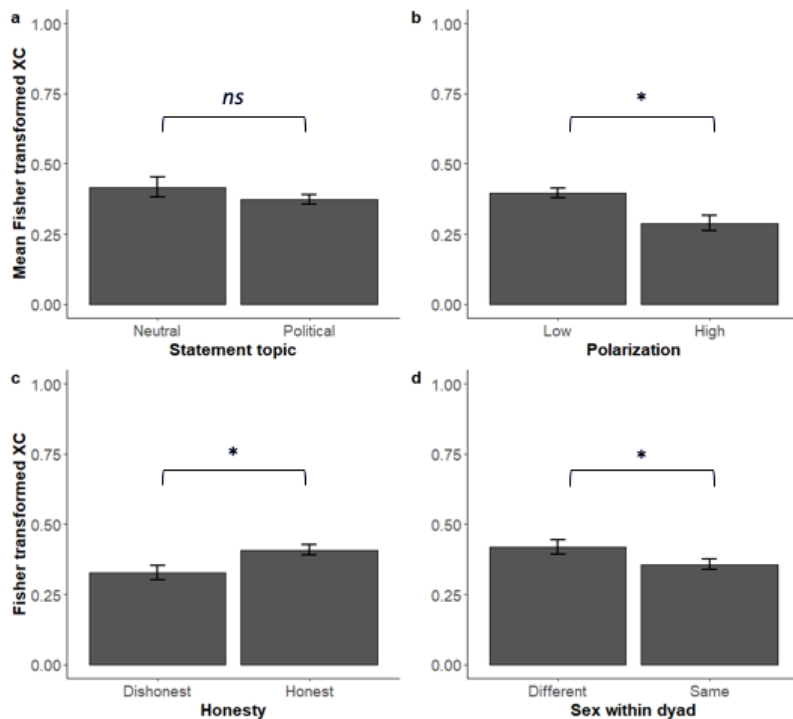 a
Mean Fisher transformed XC
1.00
0.75
0.50
0.25
0.00
ns
Neutral
Political
Statement topic
b
1.00
0.75
0.50
0.25
0.00
*
Low
High
Polarization
c
Fisher transformed XC
1.00
0.75
0.50
0.25
0.00
*
Dishonest
Honest
Honesty
d
1.00
0.75
0.50
0.25
0.00
*
Different
Same
Sex within dyad